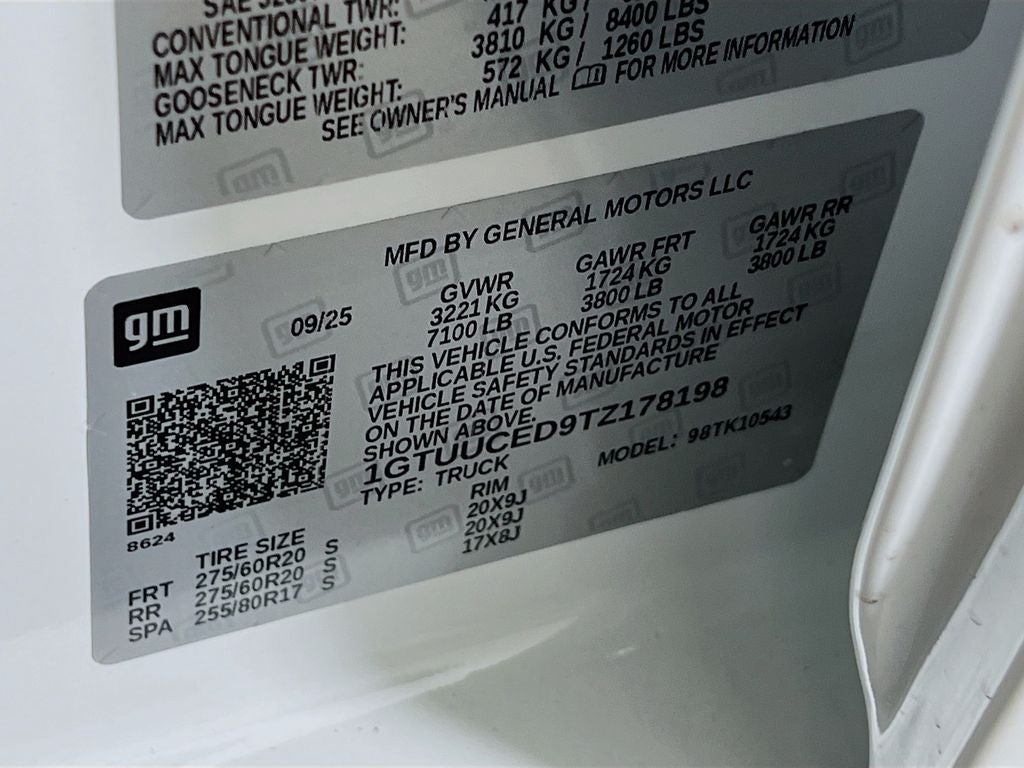 CONVENTIONAL TWR: 417 KG/
MAX TONGUE WEIGHT: 3810 KG/ 8400 LBS
GOOSENECK TWR: 572 KG/ 1260 LBS
MAX TONGUE WEIGHT:
SEE OWNER'S MANUAL FOR MORE INFORMATION
MFD BY GENERAL MOTORS LLC
gm
09/25
GVWR GAWR FRT GAWR RR
3221 KG 1724 KG 1724 KG
7100 LB 3800 LB 3800 LB
THIS VEHICLE CONFORMS TO ALL
APPLICABLE U.S. FEDERAL MOTOR
VEHICLE SAFETY STANDARDS IN EFFECT
ON THE DATE OF MANUFACTURE
SHOWN ABOVE.
1GTUUCED9TZ178198
TYPE: TRUCK MODEL: 98TK10543
8624
TIRE SIZE RIM
FRT 275/60R20 S 20X9J
RR 275/60R20 S 20X9J
SPA 255/80R17 S 17X8J